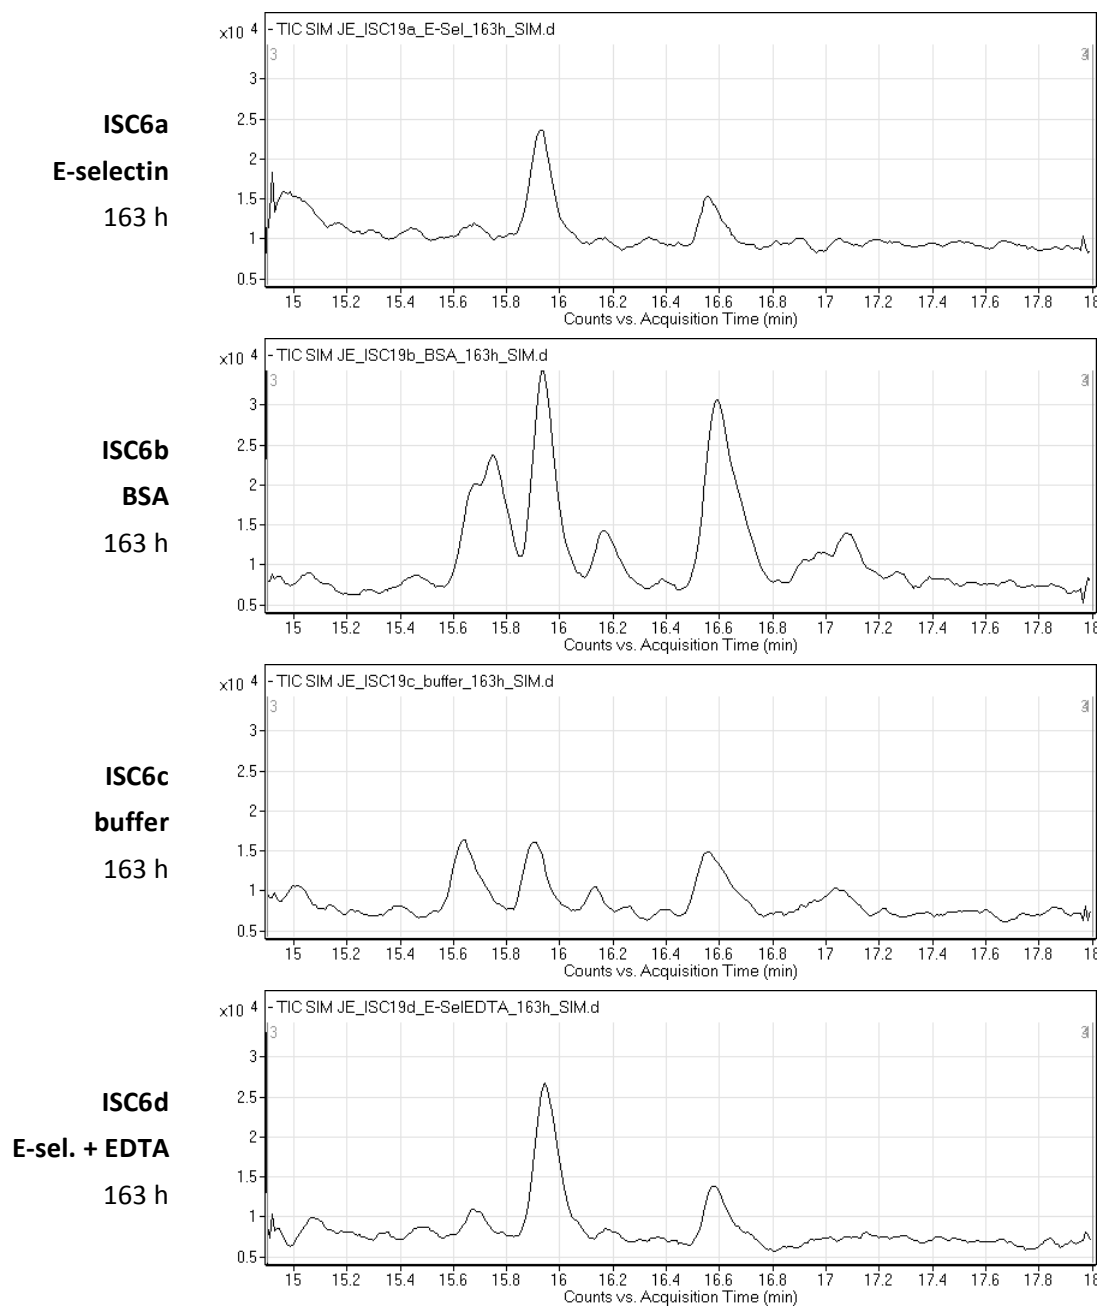 x10 4
- TIC SIM JE_ISC19a_E-Sel_163h_SIM.d
3
3
2.5
2
1.5
1
0.5
ISC6a
E-selectin
163 h
15 15.2 15.4 15.6 15.8 16 16.2 16.4 16.6 16.8 17 17.2 17.4 17.6 17.8 18
Counts vs. Acquisition Time (min)
x10 4
- TIC SIM JE_ISC19b_BSA_163h_SIM.d
3
3
2.5
2
1.5
1
0.5
ISC6b
BSA
163 h
15 15.2 15.4 15.6 15.8 16 16.2 16.4 16.6 16.8 17 17.2 17.4 17.6 17.8 18
Counts vs. Acquisition Time (min)
x10 4
- TIC SIM JE_ISC19c_buffer_163h_SIM.d
3
3
2.5
2
1.5
1
0.5
ISC6c
buffer
163 h
15 15.2 15.4 15.6 15.8 16 16.2 16.4 16.6 16.8 17 17.2 17.4 17.6 17.8 18
Counts vs. Acquisition Time (min)
x10 4
- TIC SIM JE_ISC19d_E-SelEDTA_163h_SIM.d
3
3
2.5
2
1.5
1
0.5
ISC6d
E-sel. + EDTA
163 h
15 15.2 15.4 15.6 15.8 16 16.2 16.4 16.6 16.8 17 17.2 17.4 17.6 17.8 18
Counts vs. Acquisition Time (min)